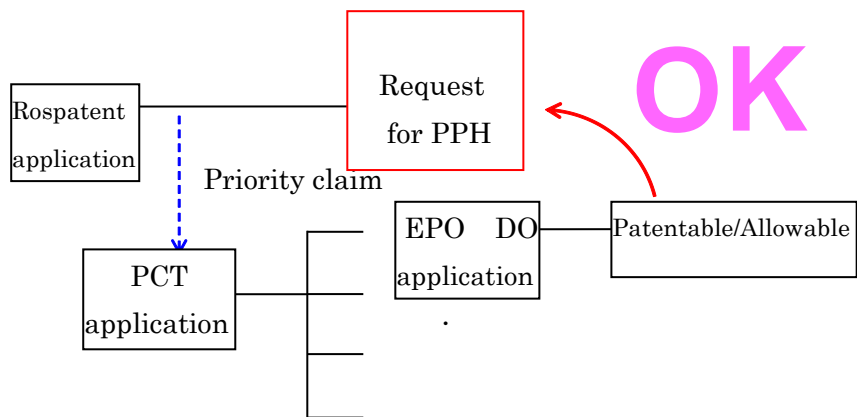 OK
Request
for PPH
Rospatent
application
Priority claim
EPO DO
application
Patentable/Allowable
PCT
application
.